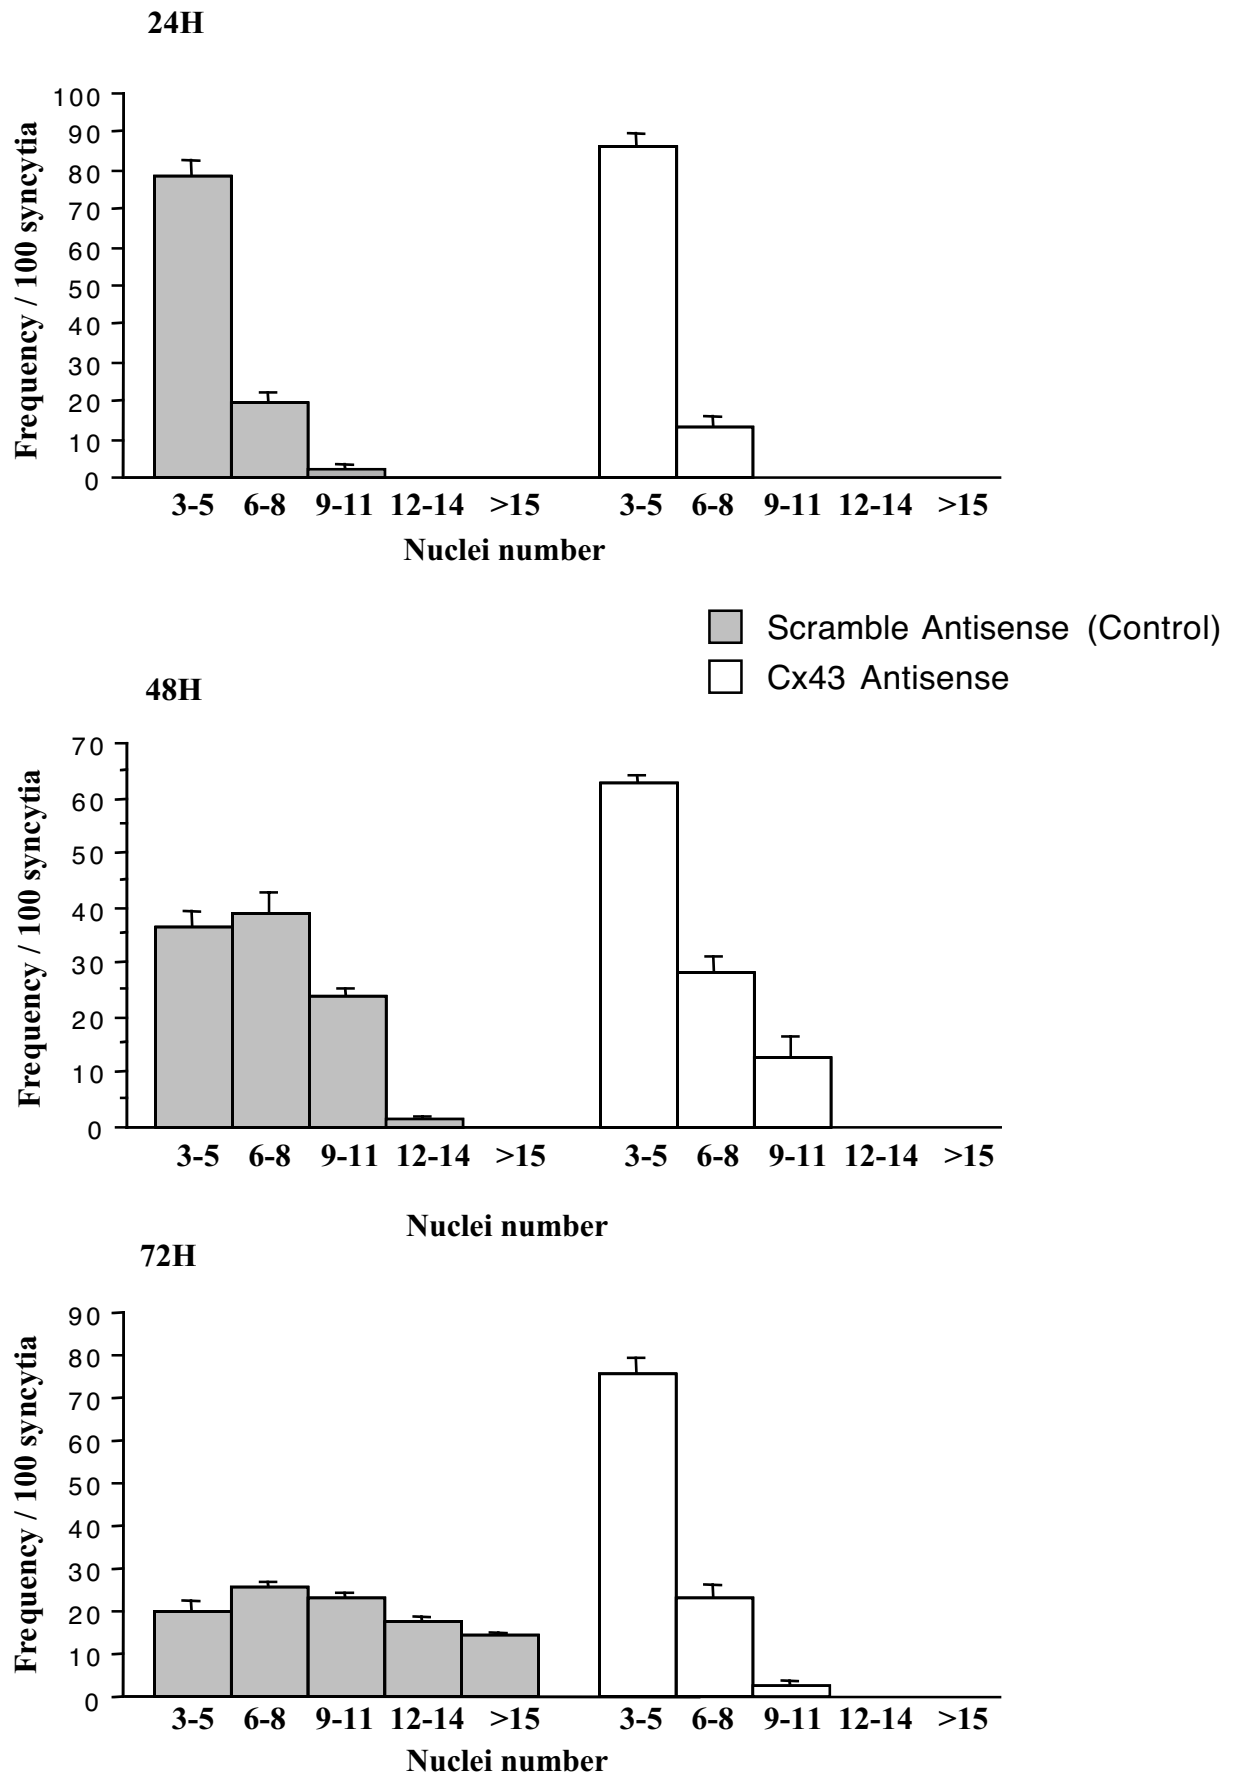 24H
Frequency / 100 syncytia
100
90
80
70
60
50
40
30
20
10
0
3-5 6-8 9-11 12-14 >15 3-5 6-8 9-11 12-14 >15
Nuclei number
Scramble Antisense (Control)
Cx43 Antisense
48H
Frequency / 100 syncytia
70
60
50
40
30
20
10
0
3-5 6-8 9-11 12-14 >15 3-5 6-8 9-11 12-14 >15
Nuclei number
72H
Frequency / 100 syncytia
90
80
70
60
50
40
30
20
10
0
3-5 6-8 9-11 12-14 >15 3-5 6-8 9-11 12-14 >15
Nuclei number